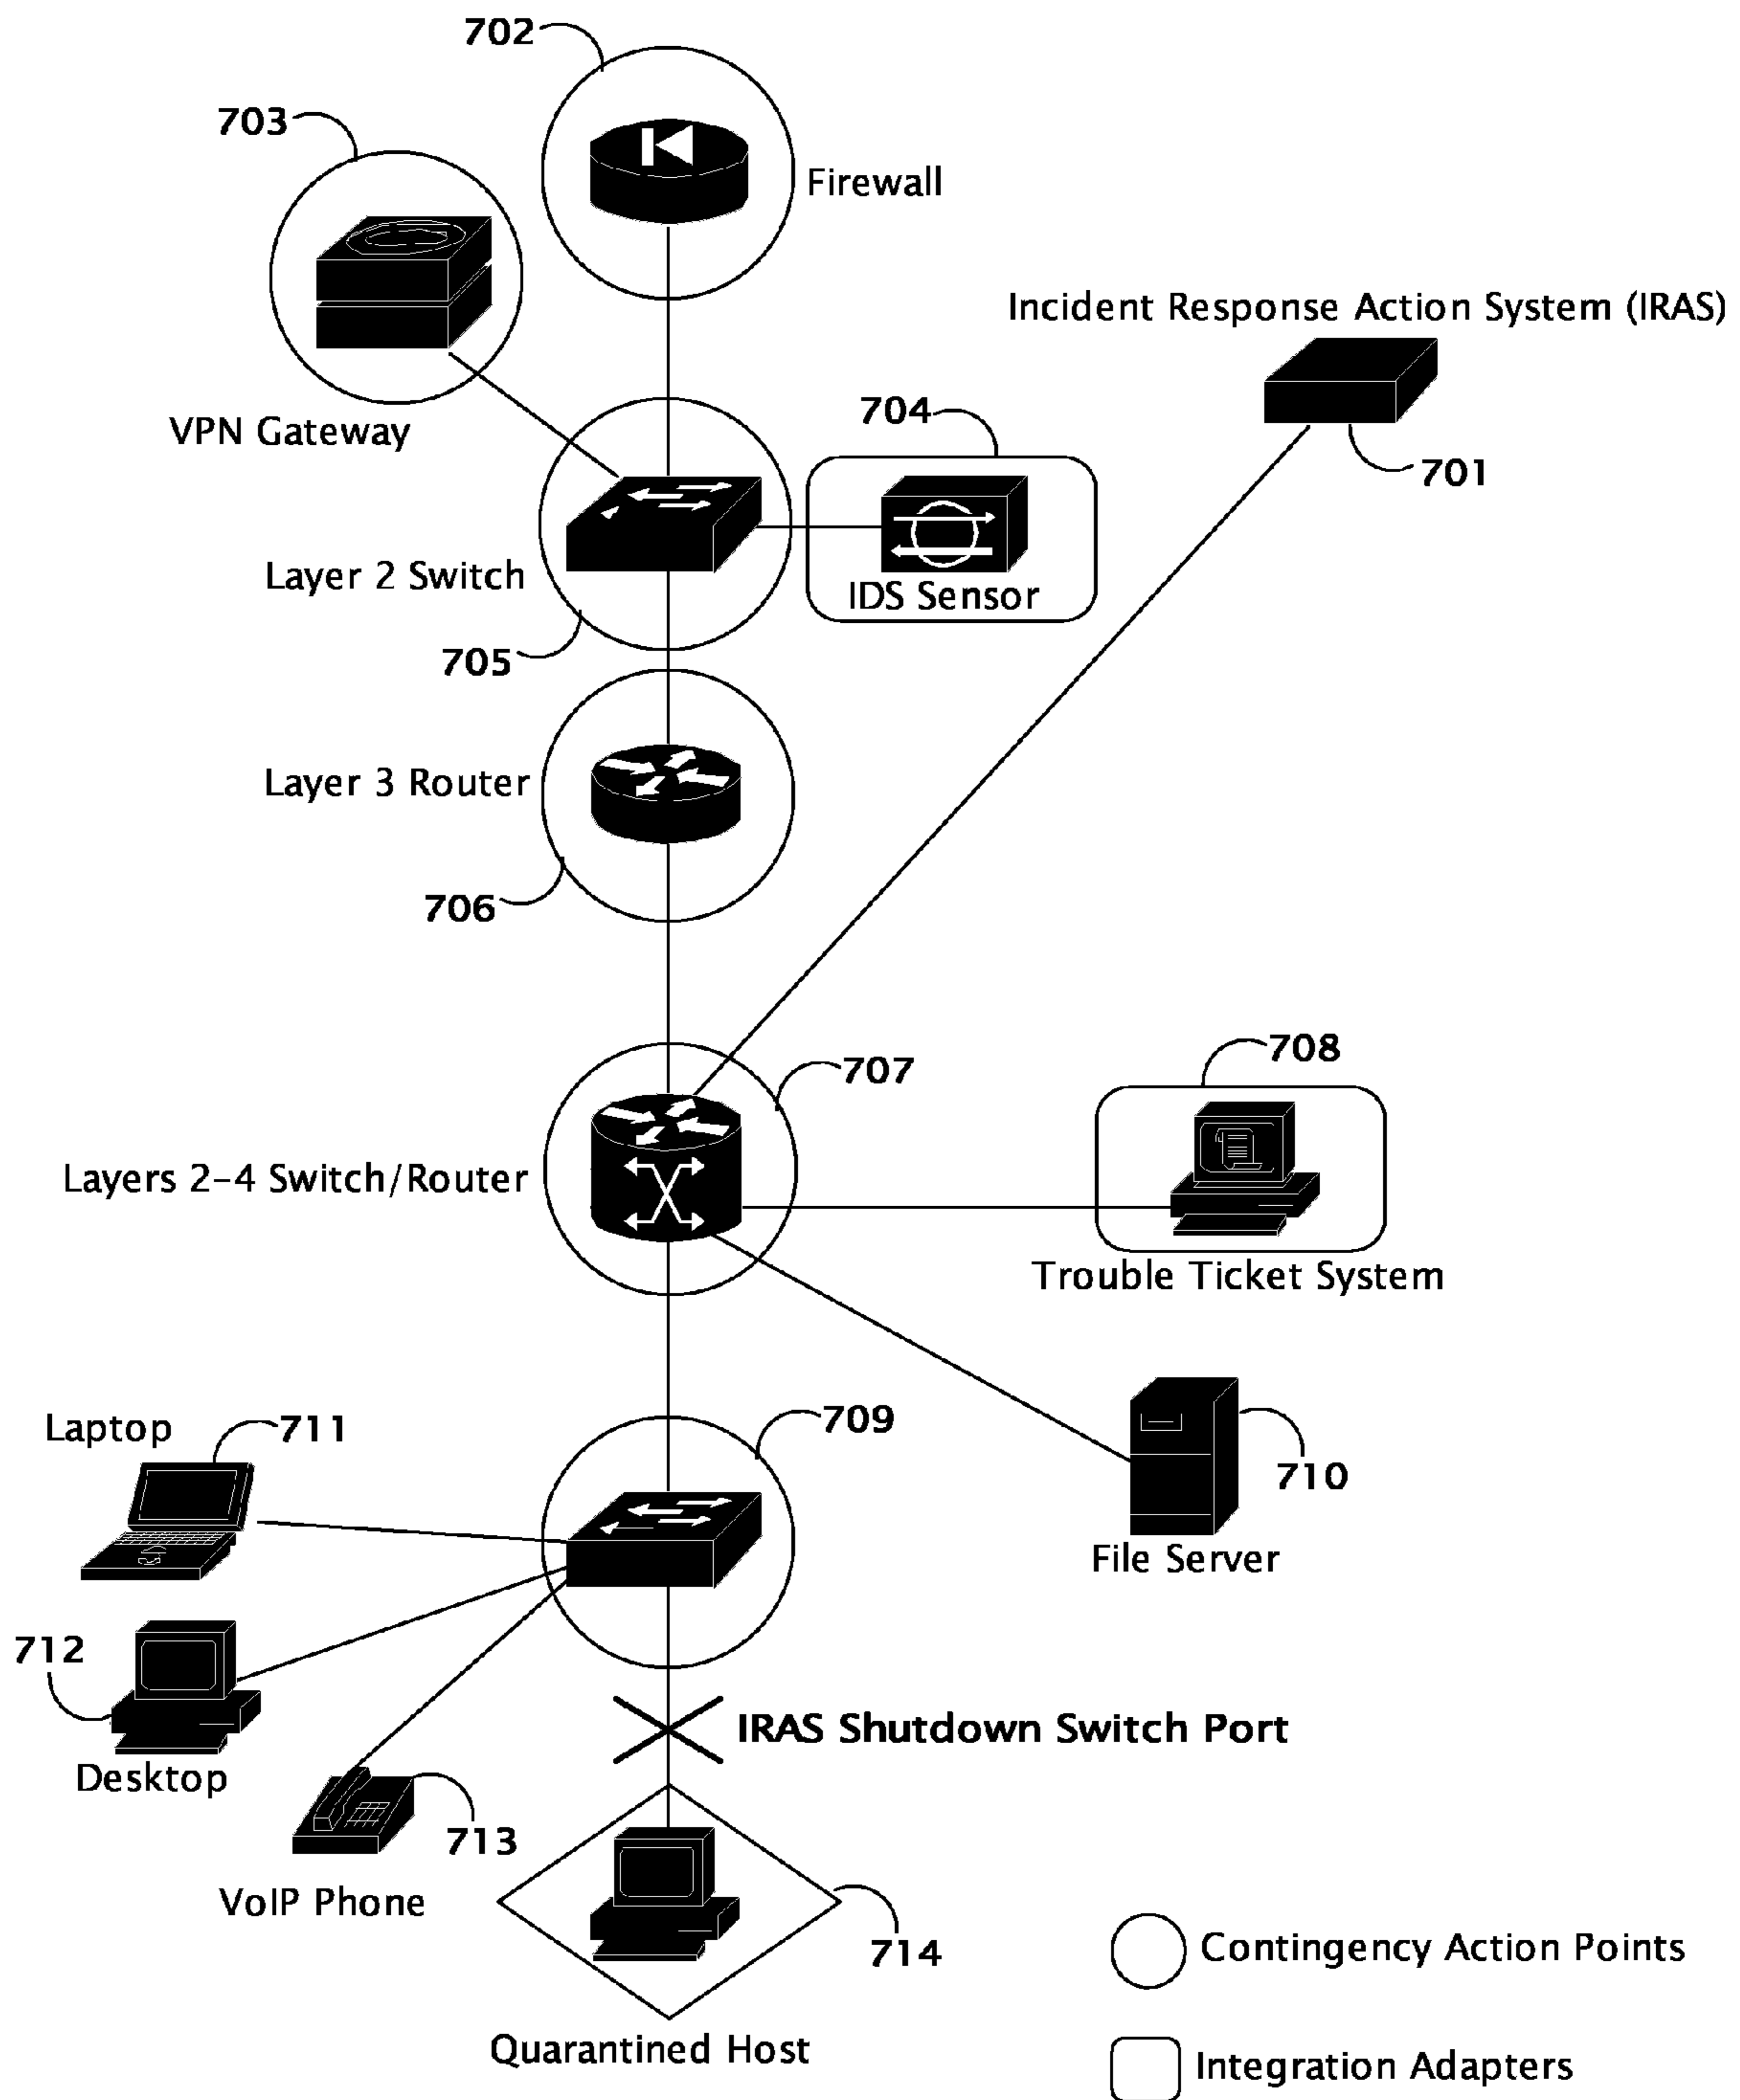 702
703
Firewall
Incident Response Action System (IRAS)
VPN Gateway
704
701
Layer 2 Switch
IDS Sensor
705
Layer 3 Router
706
707
708
Layers 2-4 Switch/Router
Trouble Ticket System
709
Laptop
711
710
File Server
712
IRAS Shutdown Switch Port
Desktop
713
VoIP Phone
714
Contingency Action Points
Quarantined Host
Integration Adapters